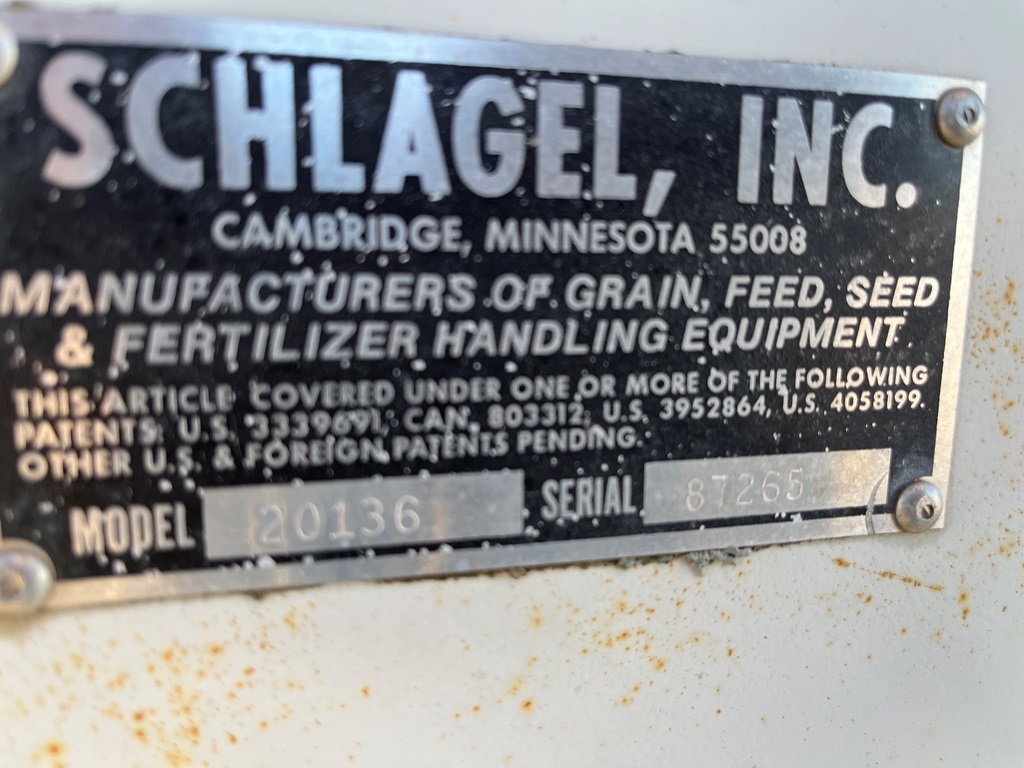 SCHLAGEL, INC.
CAMBRIDGE, MINNESOTA 55008
MANUFACTURERS OF GRAIN, FEED, SEED
& FERTILIZER HANDLING EQUIPMENT.
THIS ARTICLE COVERED UNDER ONE OR MORE OF THE FOLLOWING
PATENTS: U.S. 3339691, CAN. 803312, U.S. 3952864, U.S. 4058199.
OTHER U.S. & FOREIGN PATENTS PENDING.
MODEL 20136 SERIAL 87265